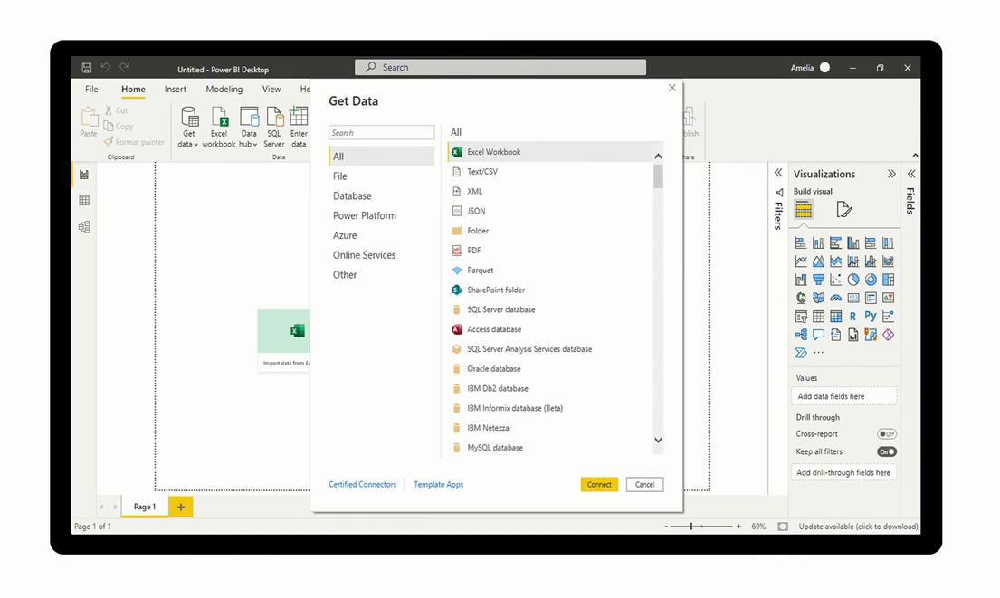 Untitled - Power BI Desktop
Search
Amelia
File Home Insert Modeling View He
Paste
Cut
Copy
Format painter
Clipboard
Get data
Excel workbook
Data hub
SQL Server
Enter data
Data
blish
hare
Get Data
Search
All
File
Database
Power Platform
Azure
Online Services
Other
All
Excel Workbook
Text/CSV
XML
JSON
Folder
PDF
Parquet
SharePoint folder
SQL Server database
Access database
SQL Server Analysis Services database
Oracle database
IBM Db2 database
IBM Informix database (Beta)
IBM Netezza
MySQL database
Certified Connectors
Template Apps
Connect
Cancel
Import data from E
Filters
Visualizations
Build visual
R
Py
...
Values
Add data fields here
Drill through
Cross-report
Off
Keep all filters
On
Add drill-through fields here
Fields
Page 1
+
Page 1 of 1
- + 69%
Update available (click to download)